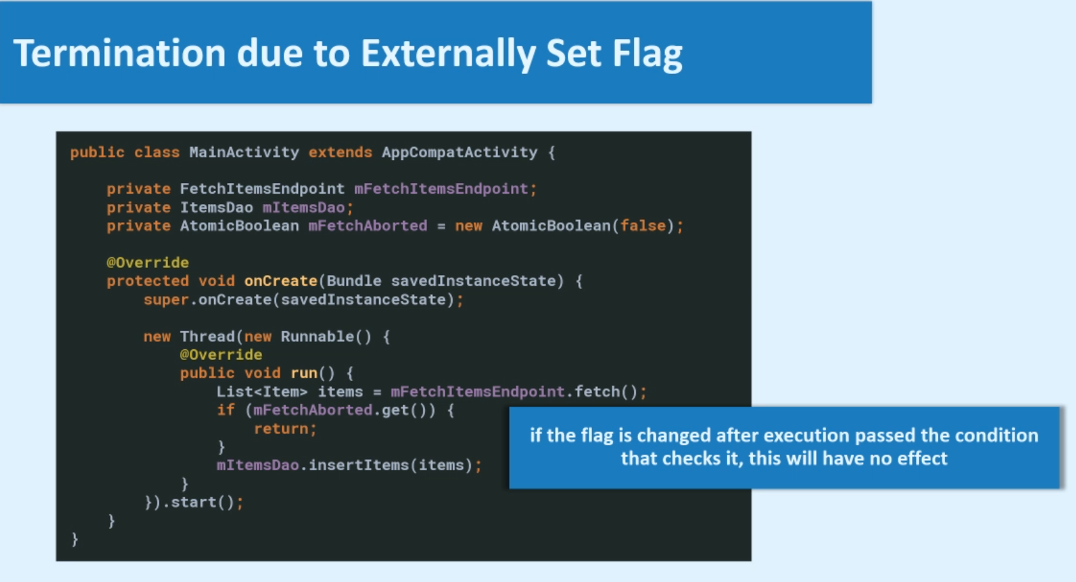 Termination due to Externally Set Flag
public class MainActivity extends AppCompatActivity {
private FetchItemsEndpoint mFetchItemsEndpoint;
private ItemsDao mItemsDao;
private AtomicBoolean mFetchAborted = new AtomicBoolean(false);
@Override
protected void onCreate(Bundle savedInstanceState) {
super.onCreate(savedInstanceState);
new Thread(new Runnable() {
@Override
public void run() {
List<Item> items = mFetchItemsEndpoint.fetch();
if (mFetchAborted.get()) {
return;
}
mItemsDao.insertItems(items);
}
}).start();
}
}
if the flag is changed after execution passed the condition
that checks it, this will have no effect